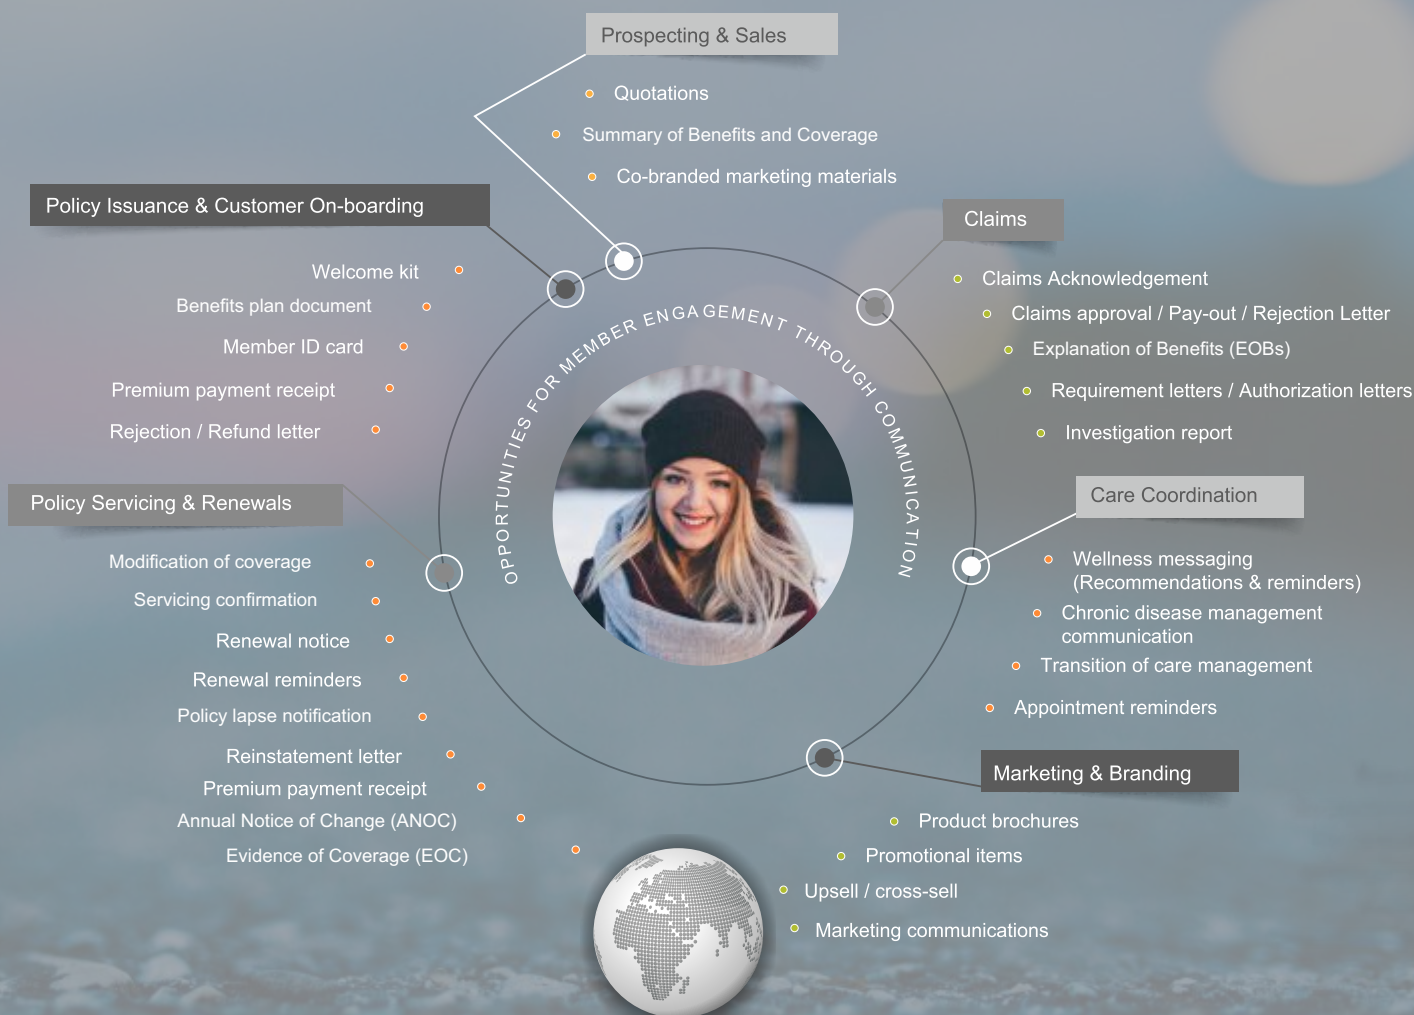 Prospecting & Sales
Quotations
Summary of Benefits and Coverage
Co-branded marketing materials
Policy Issuance & Customer On-boarding
Welcome kit
Benefits plan document
Member ID card
Premium payment receipt
Rejection / Refund letter
Claims
Claims Acknowledgement
Claims approval / Pay-out / Rejection Letter
Explanation of Benefits (EOBs)
Requirement letters / Authorization letters
Investigation report
OPPORTUNITIES FOR MEMBER ENGAGEMENT THROUGH COMMUNICATION
Policy Servicing & Renewals
Modification of coverage
Servicing confirmation
Renewal notice
Renewal reminders
Policy lapse notification
Reinstatement letter
Premium payment receipt
Annual Notice of Change (ANOC)
Evidence of Coverage (EOC)
Care Coordination
Wellness messaging
(Recommendations & reminders)
Chronic disease management
communication
Transition of care management
Appointment reminders
Marketing & Branding
Product brochures
Promotional items
Upsell / cross-sell
Marketing communications